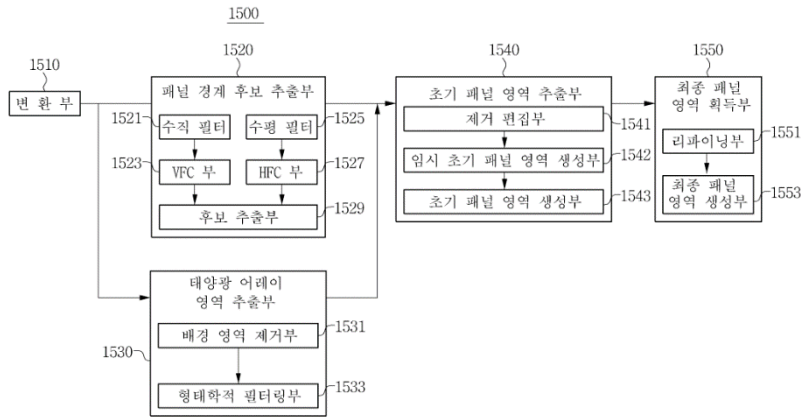 1500
1510
변 환 부
1520
패널 경계 후보 추출부
1521
수직 필터
수평 필터
1525
1523
VFC 부
HFC 부
1527
후보 추출부
1529
태양광 어레이
영역 추출부
1530
배경 영역 제거부
1531
형태학적 필터링부
1533
1540
초기 패널 영역 추출부
제거 편집부
1541
임시 초기 패널 영역 생성부
1542
초기 패널 영역 생성부
1543
1550
최종 패널
영역 획득부
1551
리파이닝부
최종 패널
영역 생성부
1553